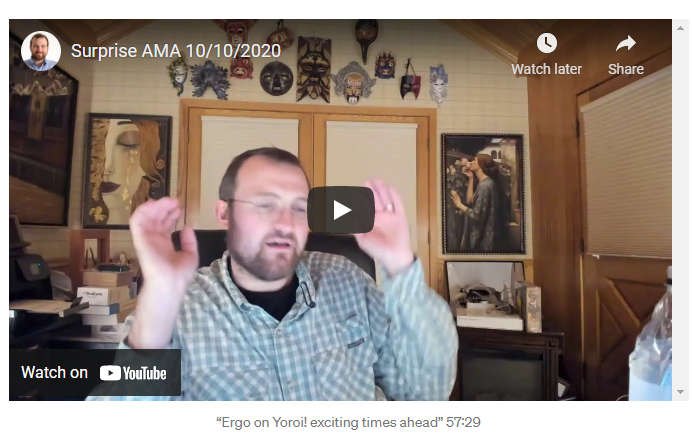 Surprise AMA 10/10/2020
Watch later
Share
Watch on YouTube
“Ergo on Yoroi! exciting times ahead” 57:29